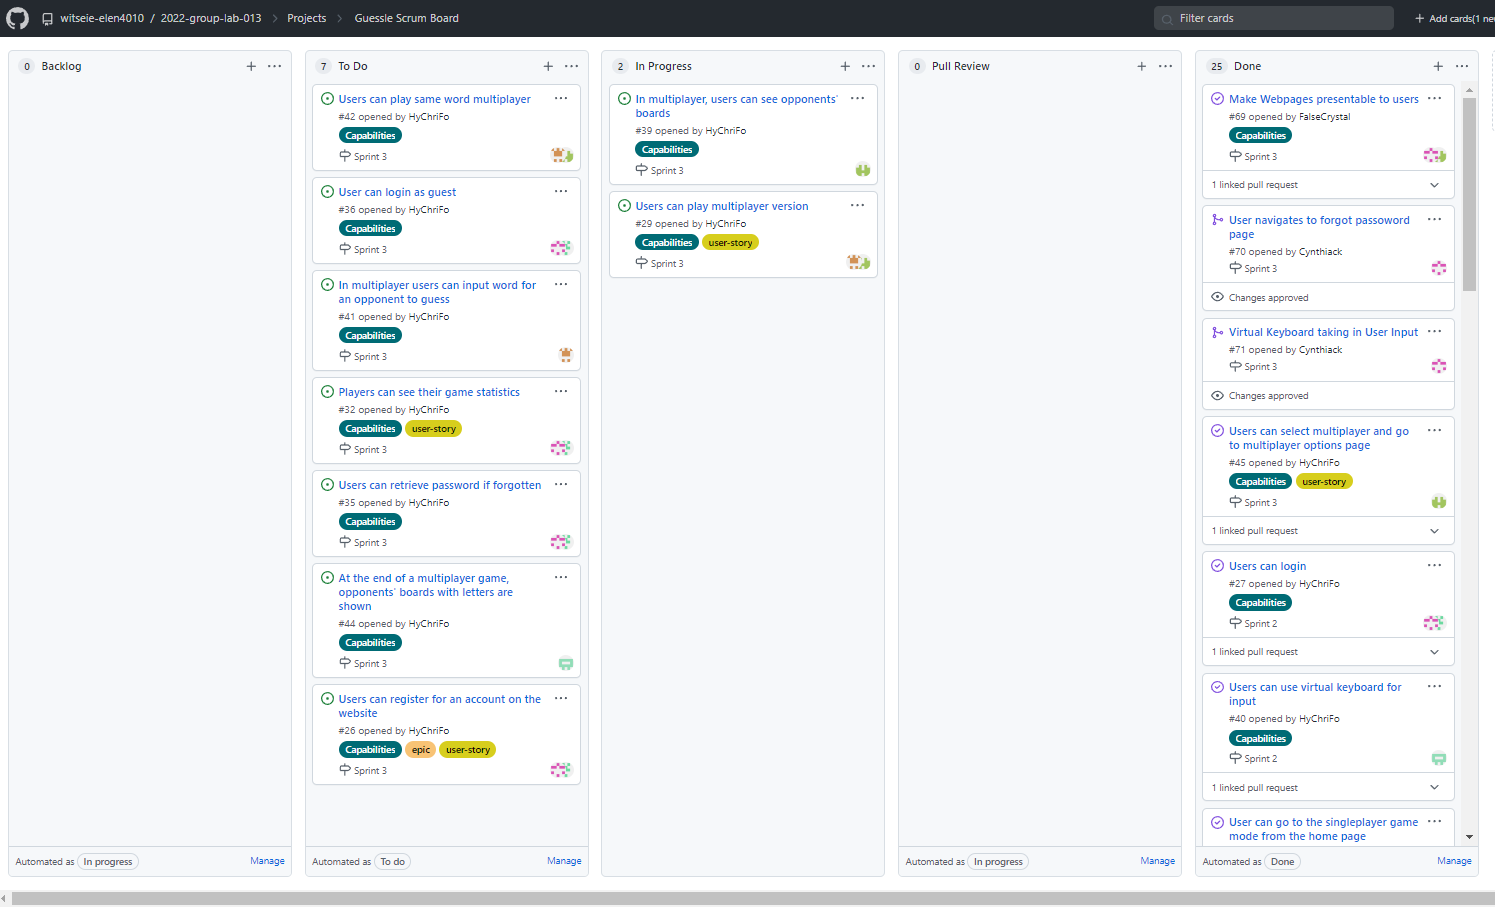 witseie-elen4010 / 2022-group-lab-013 > Projects > Guessle Scrum Board
Filter cards
+ Add cards(1 ne
0 Backlog
Automated as In progress
Manage
7 To Do
Users can play same word multiplayer
#42 opened by HyChriFo
Capabilities
Sprint 3
User can login as guest
#36 opened by HyChriFo
Capabilities
Sprint 3
In multiplayer users can input word for
an opponent to guess
#41 opened by HyChriFo
Capabilities
Sprint 3
Players can see their game statistics
#32 opened by HyChriFo
Capabilities user-story
Sprint 3
Users can retrieve password if forgotten
#35 opened by HyChriFo
Capabilities
Sprint 3
At the end of a multiplayer game,
opponents' boards with letters are
shown
#44 opened by HyChriFo
Capabilities
Sprint 3
Users can register for an account on the
website
#26 opened by HyChriFo
Capabilities epic user-story
Sprint 3
Automated as To do
Manage
2 In Progress
In multiplayer, users can see opponents'
boards
#39 opened by HyChriFo
Capabilities
Sprint 3
Users can play multiplayer version
#29 opened by HyChriFo
Capabilities user-story
Sprint 3
0 Pull Review
Automated as In progress
Manage
25 Done
Make Webpages presentable to users
#69 opened by FalseCrystal
Capabilities
Sprint 3
1 linked pull request
User navigates to forgot passoword
page
#70 opened by Cynthiack
Sprint 3
Changes approved
Virtual Keyboard taking in User Input
#71 opened by Cynthiack
Sprint 3
Changes approved
Users can select multiplayer and go
to multiplayer options page
#45 opened by HyChriFo
Capabilities user-story
Sprint 3
1 linked pull request
Users can login
#27 opened by HyChriFo
Capabilities
Sprint 2
1 linked pull request
Users can use virtual keyboard for
input
#40 opened by HyChriFo
Capabilities
Sprint 2
1 linked pull request
User can go to the singleplayer game
mode from the home page
Automated as Done
Manage